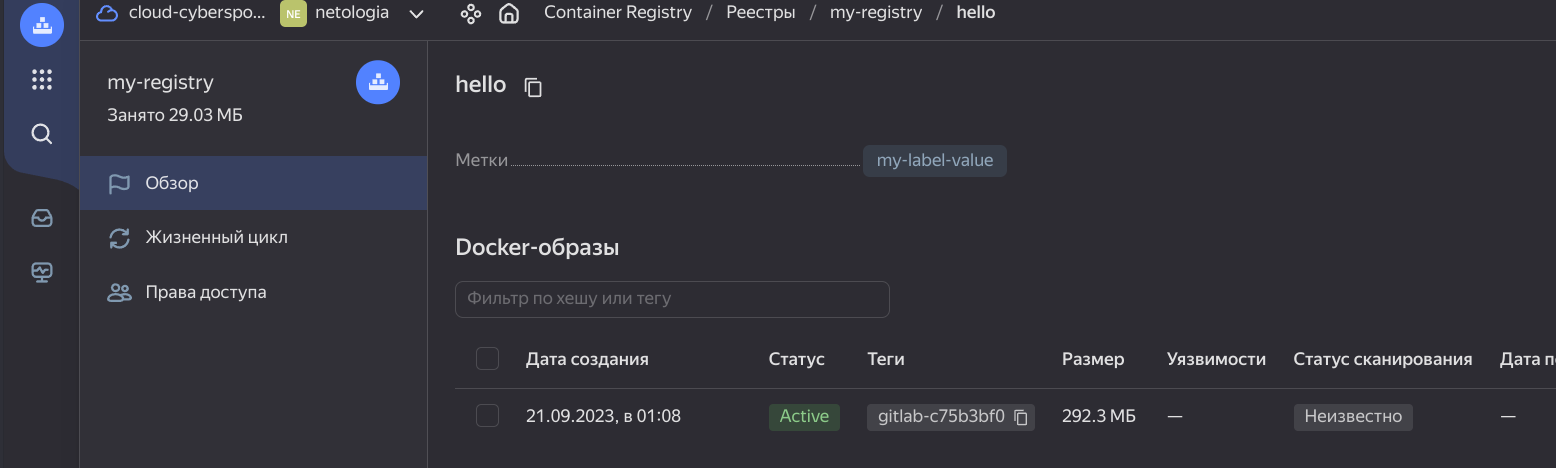 cloud-cyberspo... NE netologia Container Registry / Реестры / my-registry / hello
my-registry
Занято 29.03 МБ
Обзор
Жизненный цикл
Права доступа
hello
Метки my-label-value
Docker-образы
Фильтр по хешу или тегу
Дата создания Статус Теги Размер Уязвимости Статус сканирования Дата п
21.09.2023, в 01:08 Active gitlab-c75b3bf0 292.3 МБ — Неизвестно —